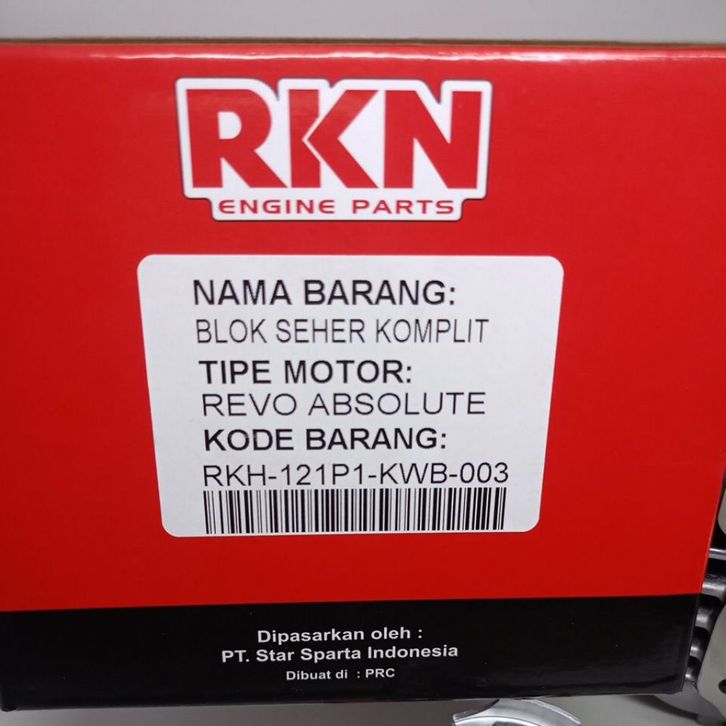 RKN
ENGINE PARTS
NAMA BARANG:
BLOK SEHER KOMPLIT
TIPE MOTOR:
REVO ABSOLUTE
KODE BARANG:
RKH-121P1-KWB-003
Dipasarkan oleh :
PT. Star Sparta Indonesia
Dibuat di : PRC